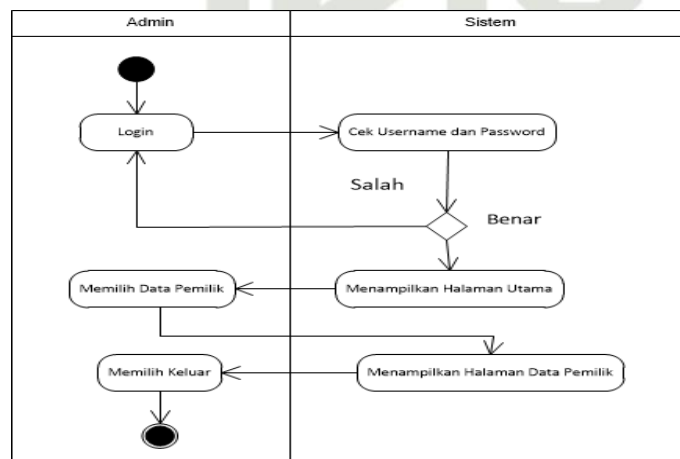 Admin
Sistem
Login
Cek Username dan Password
Salah
Benar
Memilih Data Pemilik
Menampilkan Halaman Utama
Memilih Keluar
Menampilkan Halaman Data Pemilik